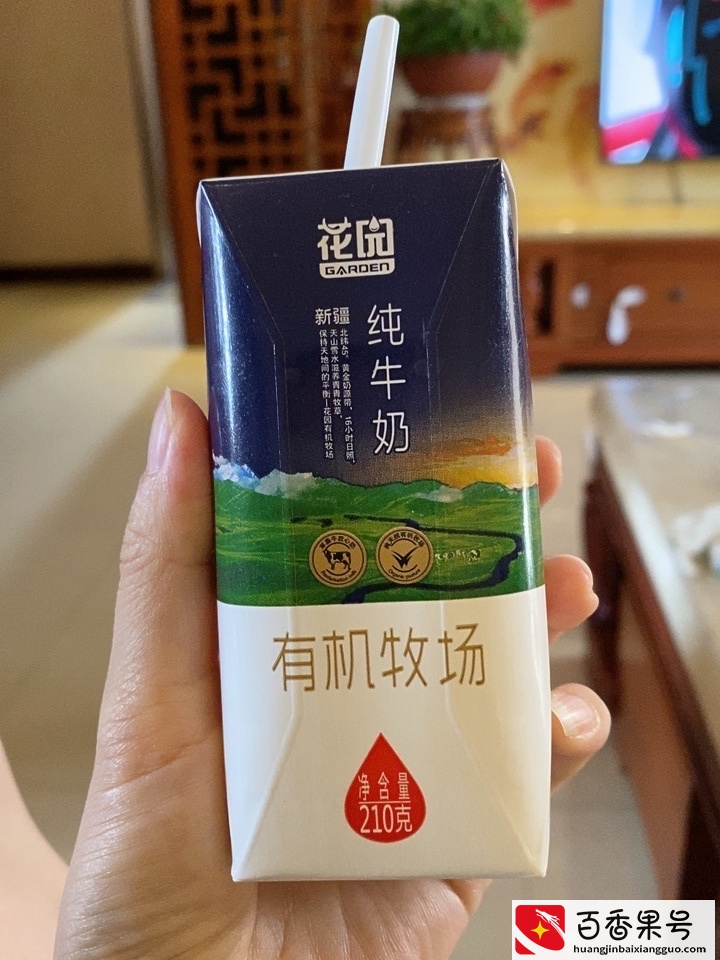 花园
GARDEN
新疆
纯牛奶
北纬45°黄金奶源带，16小时日照，
天山雪水滋养青青牧草，
保持天地间的平衡—花园有机牧场
有机牧场
净含量
210克
百香果号
huangjinbaixiangguo.com